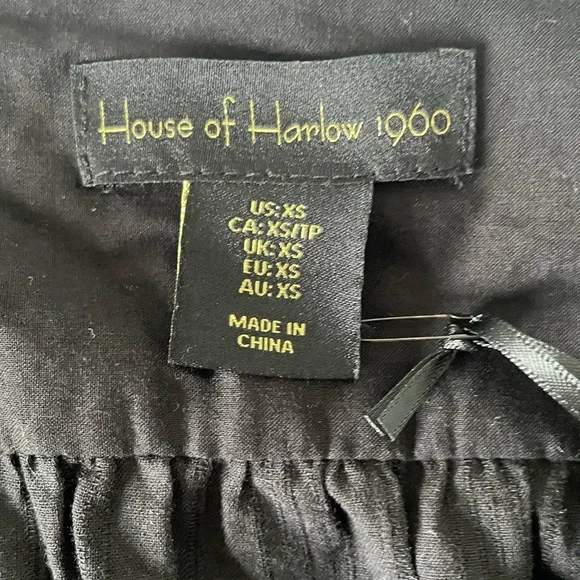 House of Harlow 1960
US: XS
CA: XS/TP
UK: XS
EU: XS
AU: XS
MADE IN
CHINA